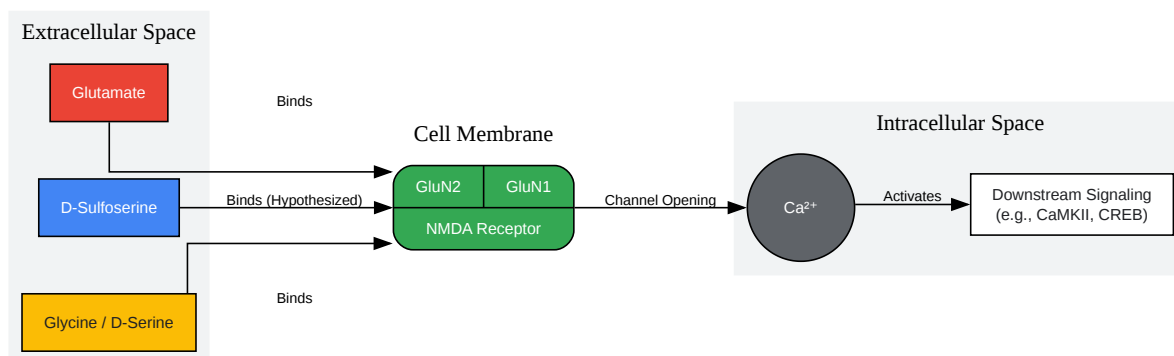 Extracellular Space
Glutamate
Binds
Cell Membrane
Intracellular Space
GluN2
GluN1
D-Sulfoserine
Binds (Hypothesized)
NMDA Receptor
Channel Opening
Ca²⁺
Activates
Downstream Signaling
(e.g., CaMKII, CREB)
Binds
Glycine / D-Serine